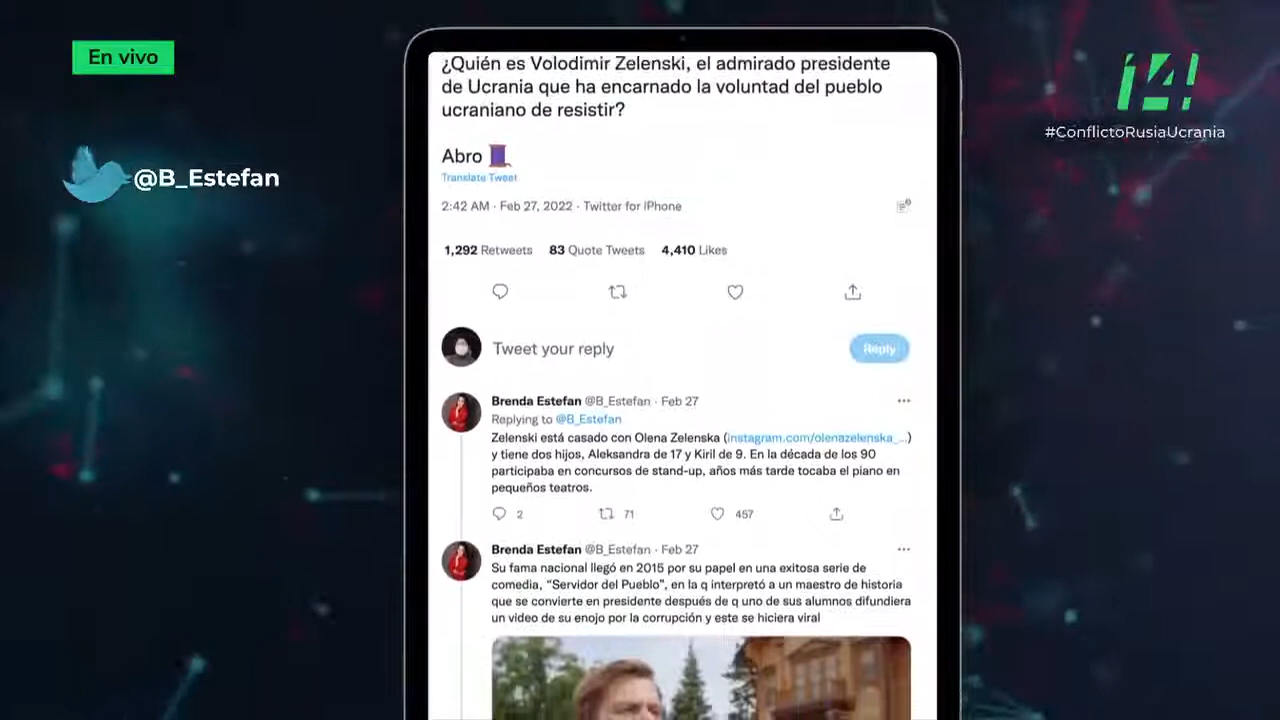 En vivo
@B_Estefan
14!
#ConflictoRusiaUcrania
¿Quién es Volodimir Zelenski, el admirado presidente
de Ucrania que ha encarnado la voluntad del pueblo
ucraniano de resistir?
Abro 🧵
Translate Tweet
2:42 AM · Feb 27, 2022 · Twitter for iPhone
1,292 Retweets 83 Quote Tweets 4,410 Likes
Tweet your reply
Reply
Brenda Estefan @B_Estefan · Feb 27
Replying to @B_Estefan
Zelenski está casado con Olena Zelenska (instagram.com/olenazelenska_...)
y tiene dos hijos, Aleksandra de 17 y Kiril de 9. En la década de los 90
participaba en concursos de stand-up, años más tarde tocaba el piano en
pequeños teatros.
2 71 457
Brenda Estefan @B_Estefan · Feb 27
Su fama nacional llegó en 2015 por su papel en una exitosa serie de
comedia, “Servidor del Pueblo”, en la q interpretó a un maestro de historia
que se convierte en presidente después de q uno de sus alumnos difundiera
un video de su enojo por la corrupción y este se hiciera viral